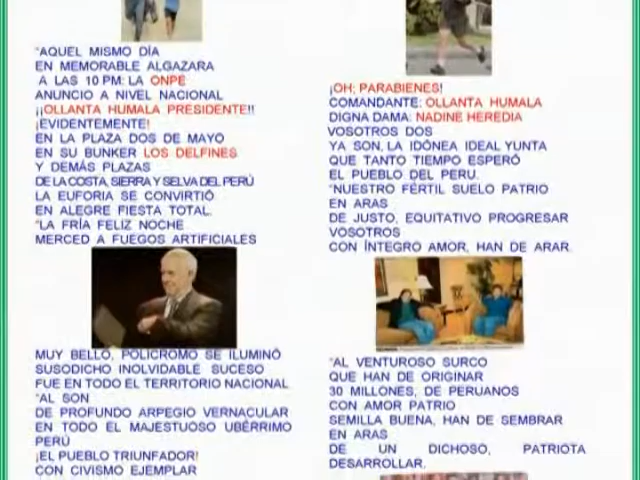 "AQUEL MISMO DÍA
EN MEMORABLE ALGAZARA
A LAS 10 PM: LA ONPE
ANUNCIO A NIVEL NACIONAL
¡¡OLLANTA HUMALA PRESIDENTE!!
¡EVIDENTEMENTE!
EN LA PLAZA DOS DE MAYO
EN SU BUNKER LOS DELFINES
Y DEMÁS PLAZAS
DE LA COSTA, SIERRA Y SELVA DEL PERÚ
LA EUFORIA SE CONVIRTIÓ
EN ALEGRE FIESTA TOTAL.
"LA FRÍA FELIZ NOCHE
MERCED A FUEGOS ARTIFICIALES
MUY BELLO, POLICROMO SE ILUMINÓ
SUSODICHO INOLVIDABLE SUCESO
FUE EN TODO EL TERRITORIO NACIONAL
"AL SON
DE PROFUNDO ARPEGIO VERNACULAR
EN TODO EL MAJESTUOSO UBÉRRIMO
PERÚ
¡EL PUEBLO TRIUNFADOR!
CON CIVISMO EJEMPLAR
¡OH; PARABIENES!
COMANDANTE: OLLANTA HUMALA
DIGNA DAMA: NADINE HEREDIA
VOSOTROS DOS
YA SON, LA IDÓNEA IDEAL YUNTA
QUE TANTO TIEMPO ESPERÓ
EL PUEBLO DEL PERU.
"NUESTRO FÉRTIL SUELO PATRIO
EN ARAS
DE JUSTO, EQUITATIVO PROGRESAR
VOSOTROS
CON ÍNTEGRO AMOR, HAN DE ARAR.
"AL VENTUROSO SURCO
QUE HAN DE ORIGINAR
30 MILLONES, DE PERUANOS
CON AMOR PATRIO
SEMILLA BUENA, HAN DE SEMBRAR
EN ARAS
DE UN DICHOSO, PATRIOTA
DESARROLLAR.